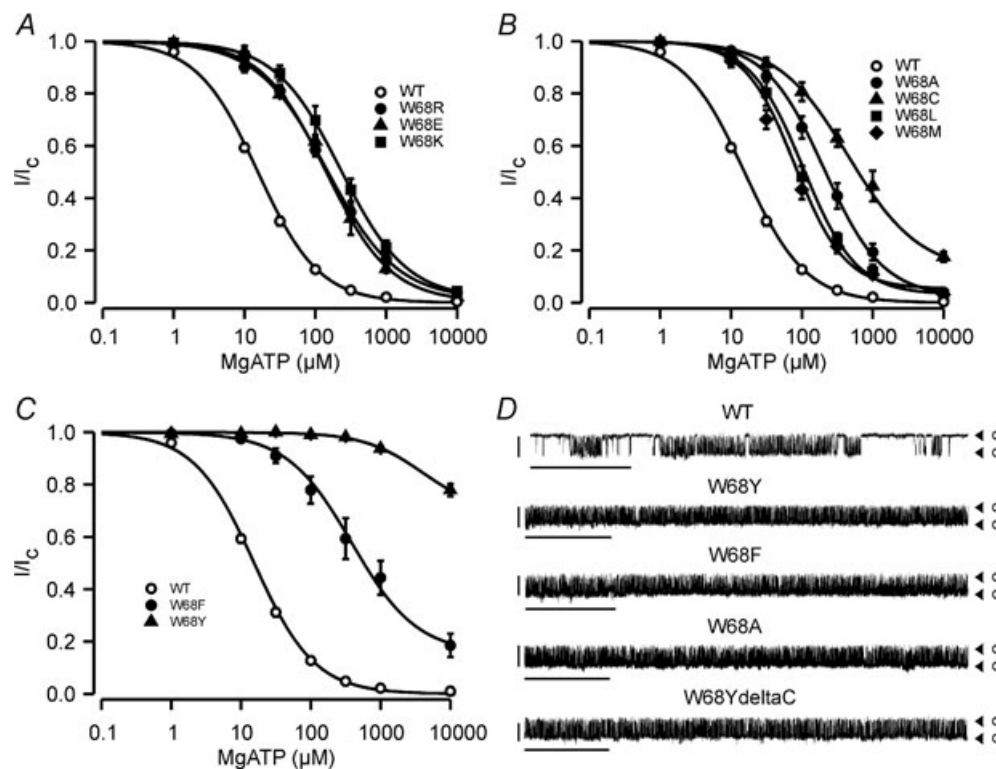 A
B
1.0
0.8
0.6
0.4
0.2
0.0
I/Ic
WT
W68R
W68E
W68K
0.1 1 10 100 1000 10000
MgATP (µM)
1.0
0.8
0.6
0.4
0.2
0.0
I/Ic
WT
W68A
W68C
W68L
W68M
0.1 1 10 100 1000 10000
MgATP (µM)
C
D
1.0
0.8
0.6
0.4
0.2
0.0
I/Ic
WT
W68F
W68Y
0.1 1 10 100 1000 10000
MgATP (µM)
WT
W68Y
W68F
W68A
W68YdeltaC